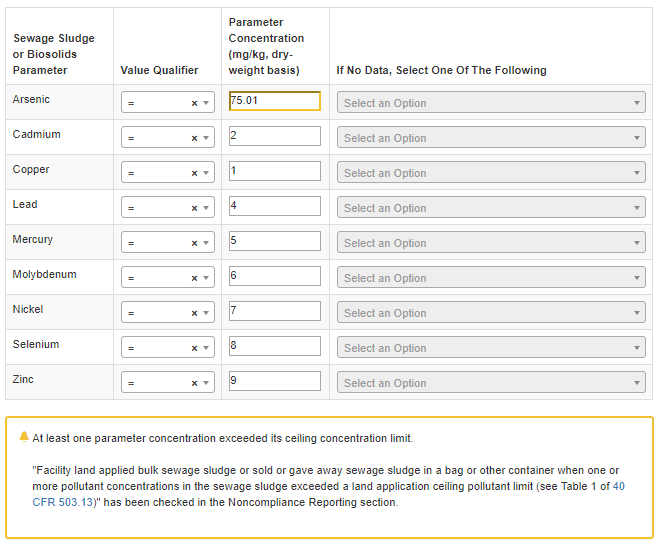 Sewage Sludge or Biosolids Parameter Value Qualifier Parameter Concentration (mg/kg, dry-weight basis) If No Data, Select One Of The Following
Arsenic = × 75.01 Select an Option
Cadmium = × 2 Select an Option
Copper = × 1 Select an Option
Lead = × 4 Select an Option
Mercury = × 5 Select an Option
Molybdenum = × 6 Select an Option
Nickel = × 7 Select an Option
Selenium = × 8 Select an Option
Zinc = × 9 Select an Option
At least one parameter concentration exceeded its ceiling concentration limit.
"Facility land applied bulk sewage sludge or sold or gave away sewage sludge in a bag or other container when one or
more pollutant concentrations in the sewage sludge exceeded a land application ceiling pollutant limit (see Table 1 of 40
CFR 503.13)" has been checked in the Noncompliance Reporting section.